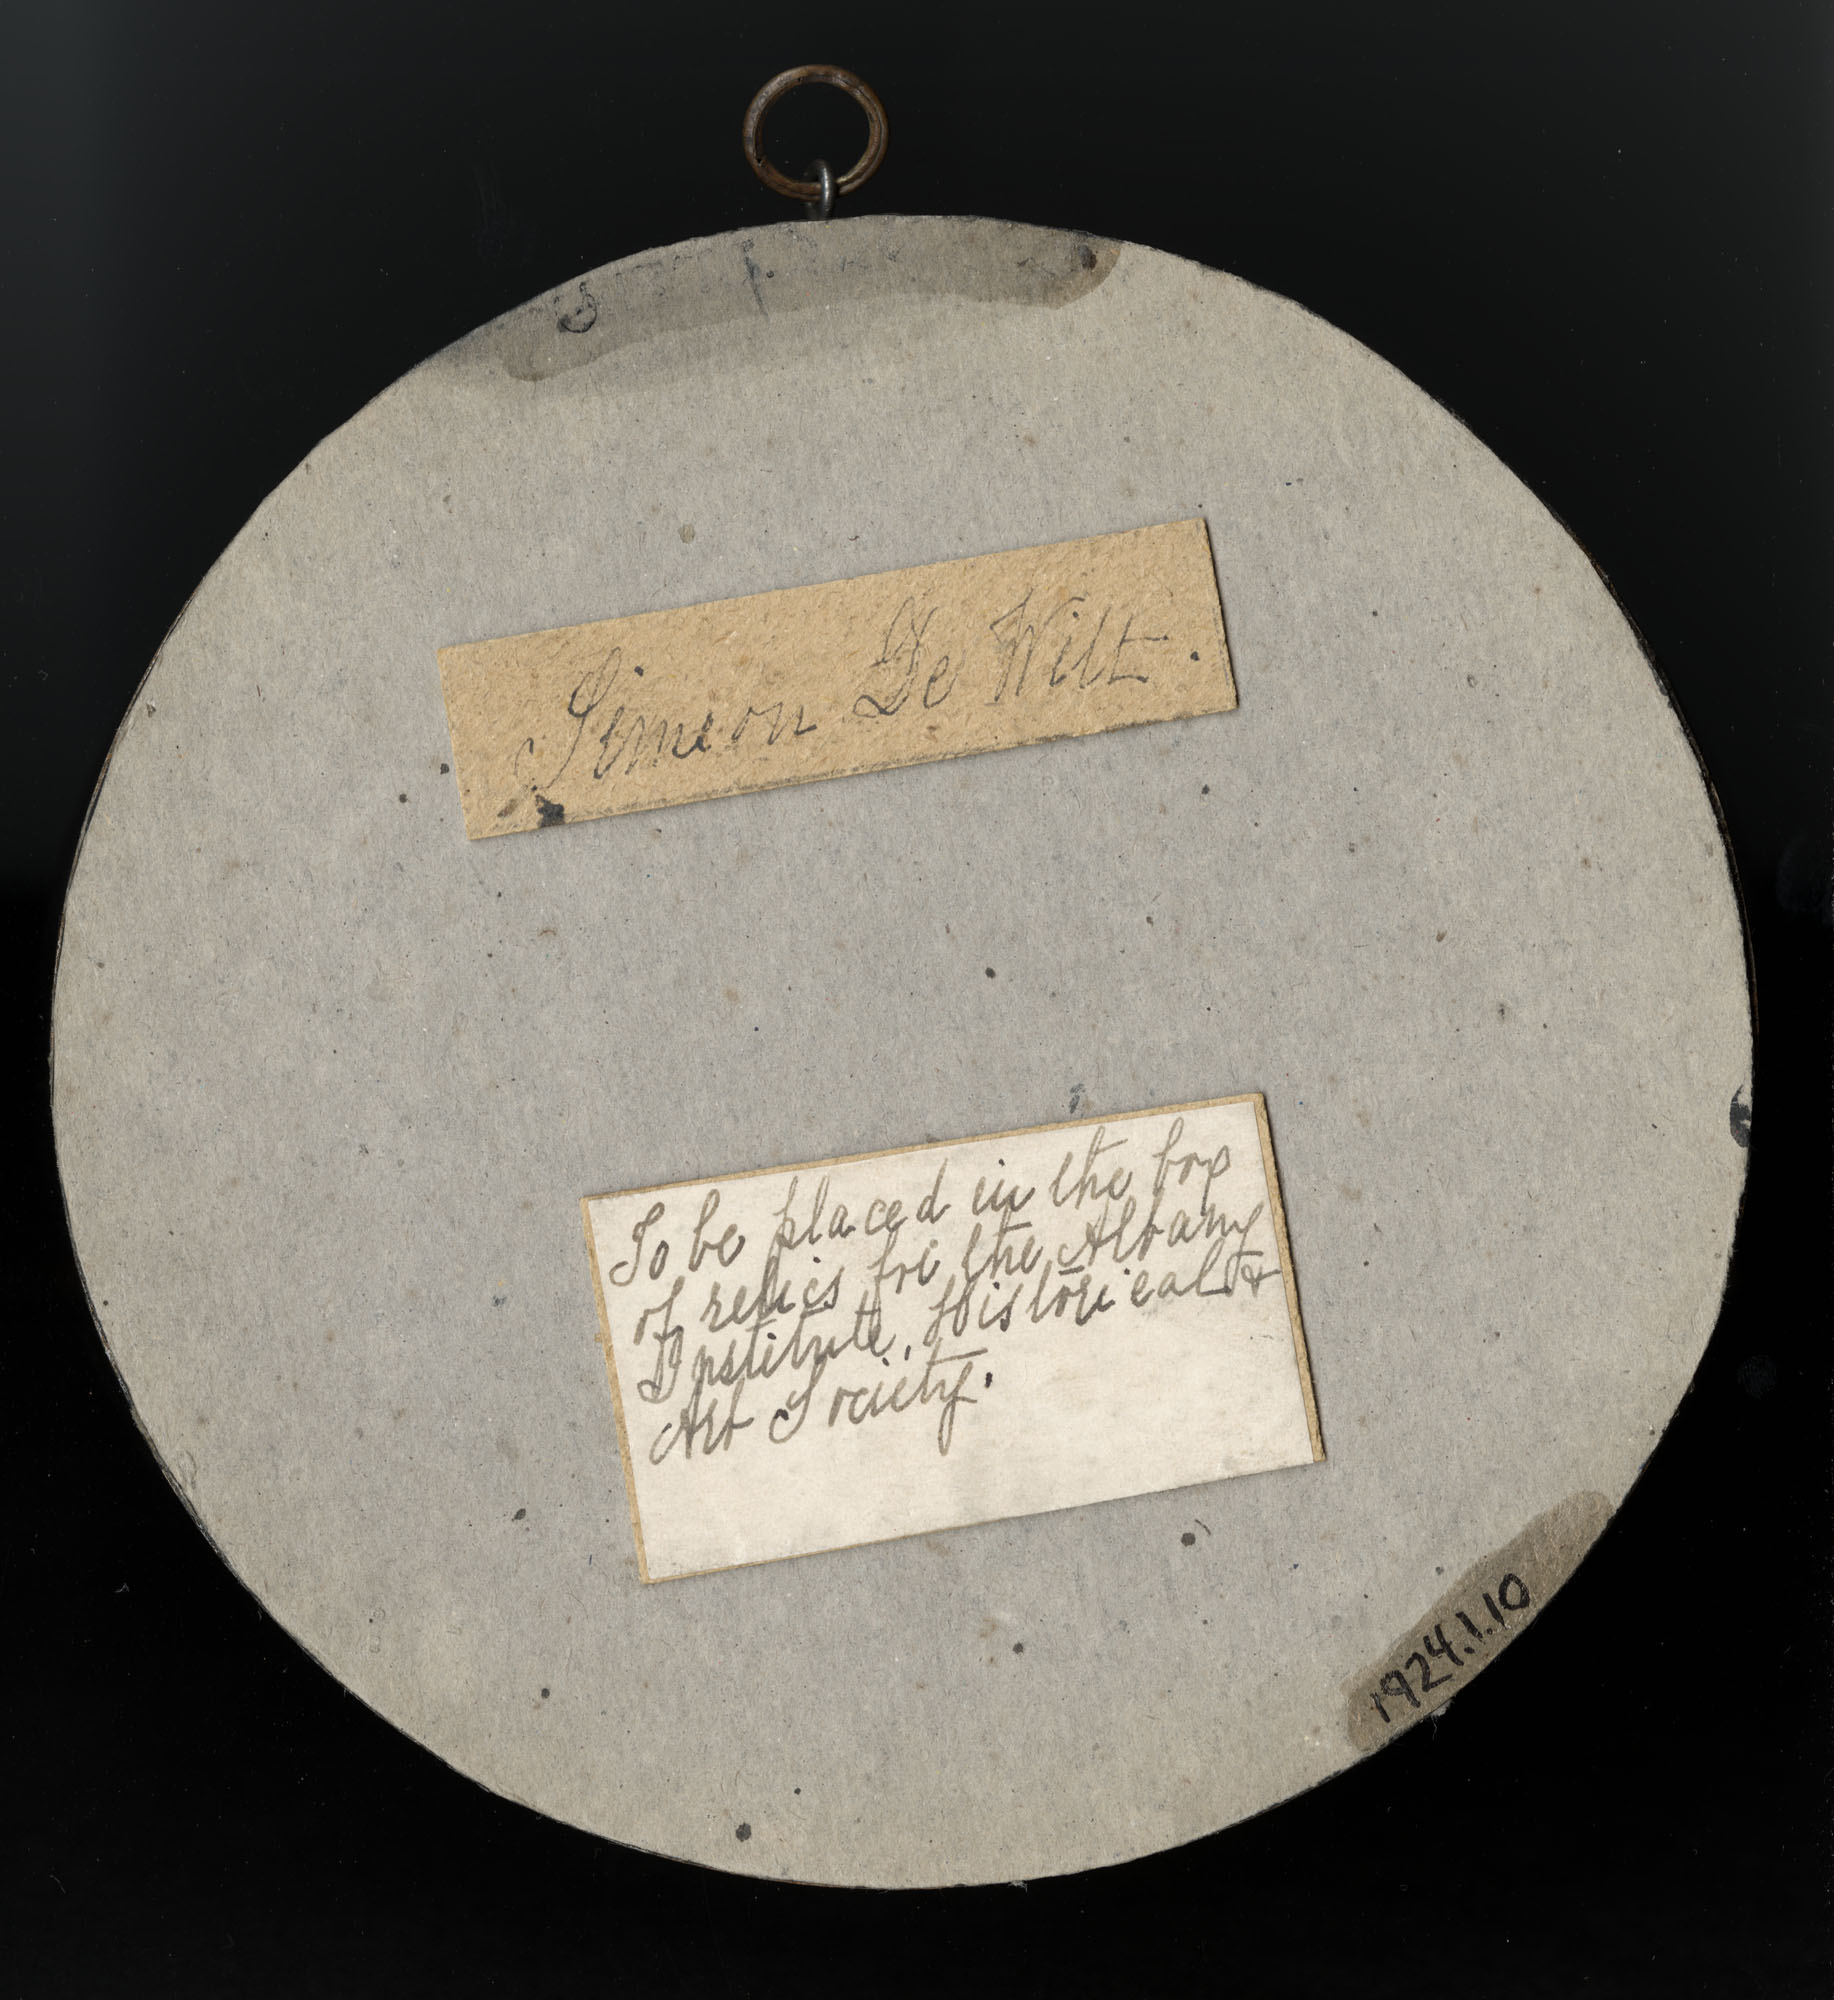 Simeon De Witt.
To be placed in the box
of relics for the Albany
Institute, Historical &
Art Society.
1924.1.10